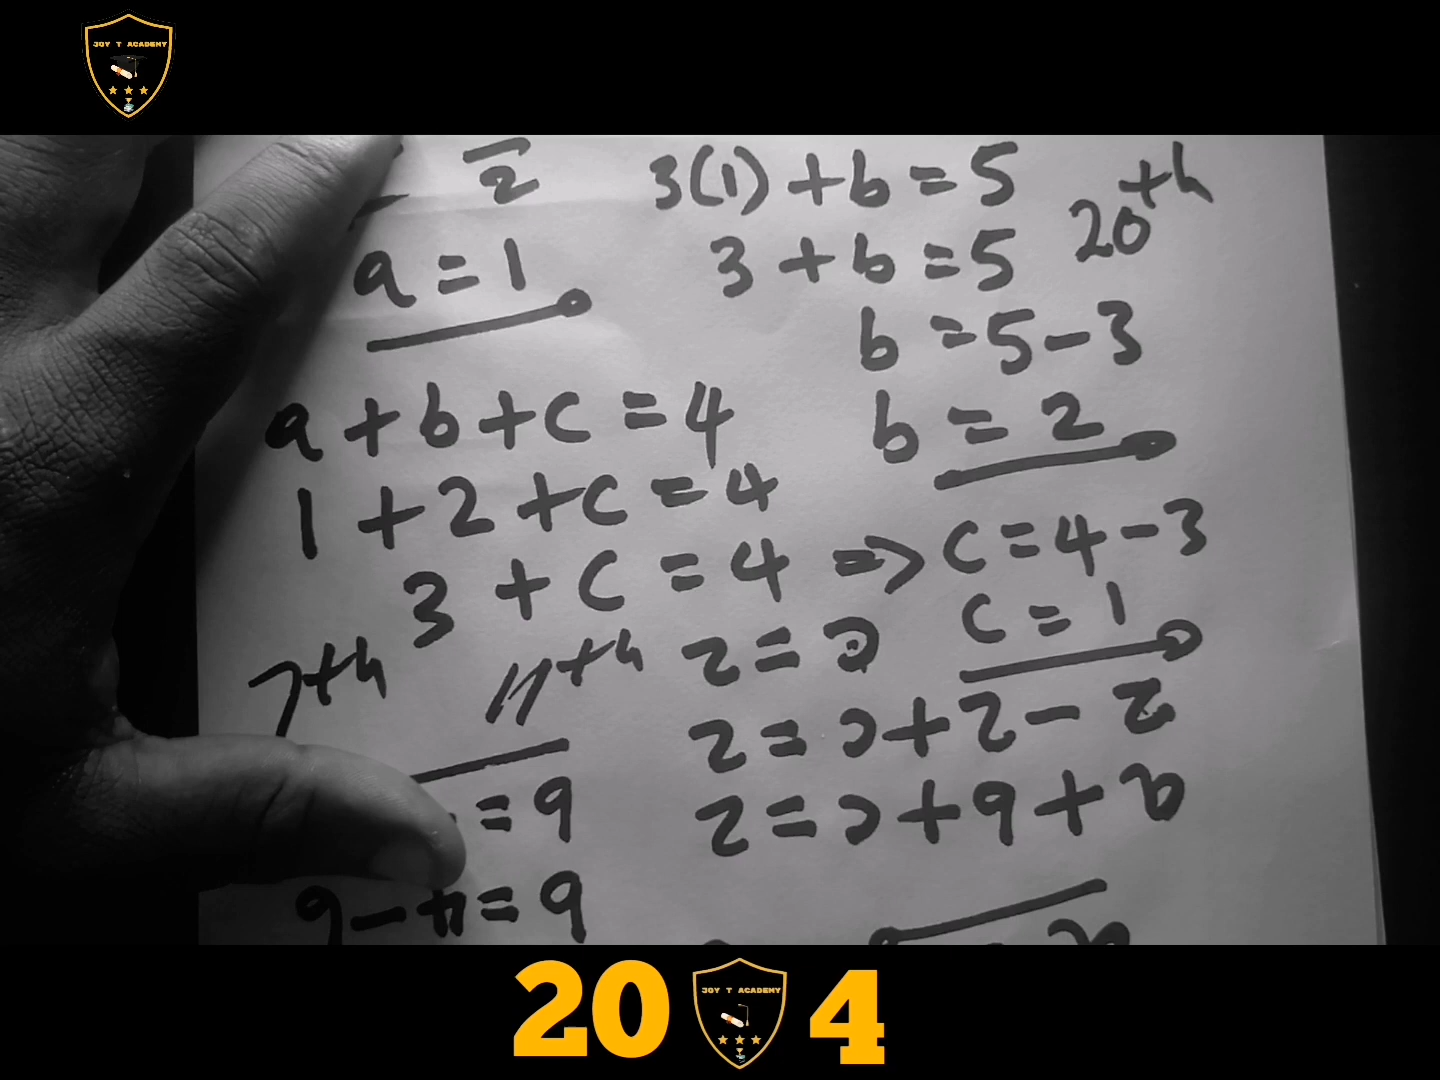 JOY T ACADEMY
2
3(1) + b = 5
20th
a = 1
3 + b = 5
b = 5 - 3
b = 2
a + b + c = 4
1 + 2 + c = 4
3 + c = 4 => c = 4 - 3
c = 1
7th
11th
= 9
= 9
20 4
JOY T ACADEMY